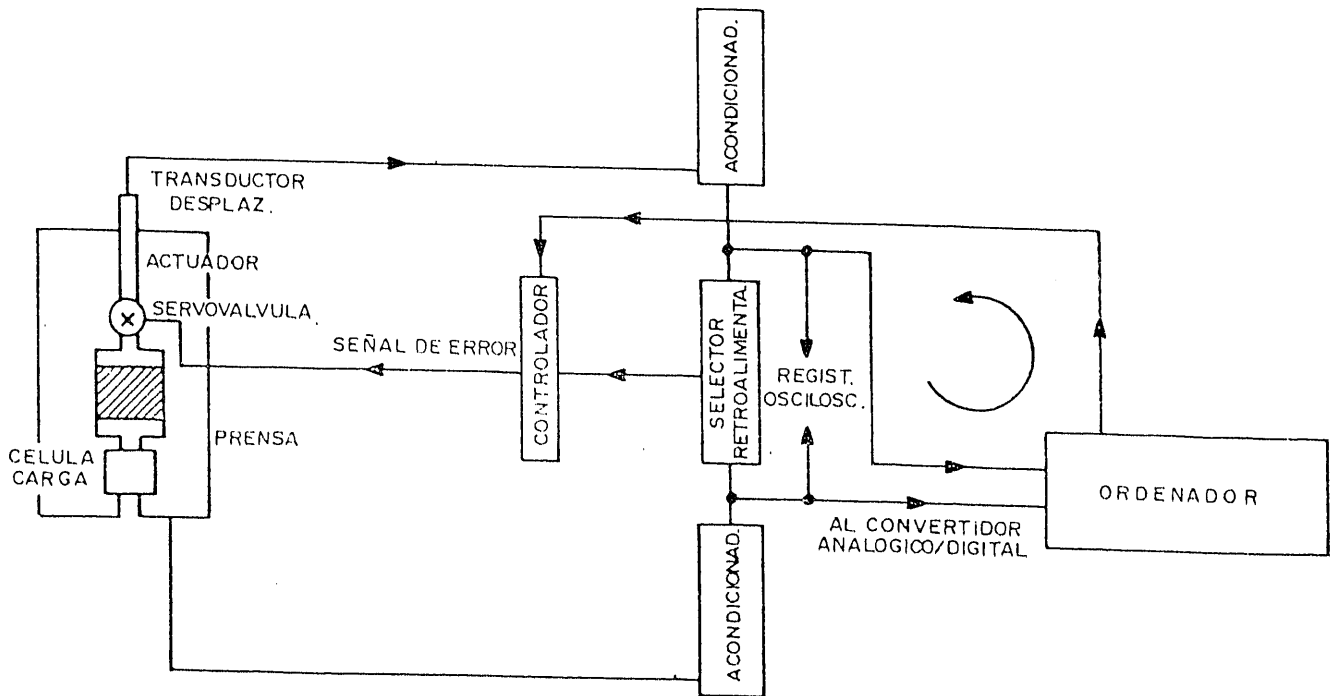 ACONDICIONAD.
TRANSDUCTOR
DESPLAZ.
ACTUADOR
SERVOVALVULA.
SEÑAL DE ERROR
CONTROLADOR
SELECTOR
RETROALIMENTA.
REGIST.
OSCILOSC.
PRENSA
CELULA
CARGA
ORDENADOR
AL CONVERTIDOR
ANALOGICO/DIGITAL
ACONDICIONAD.